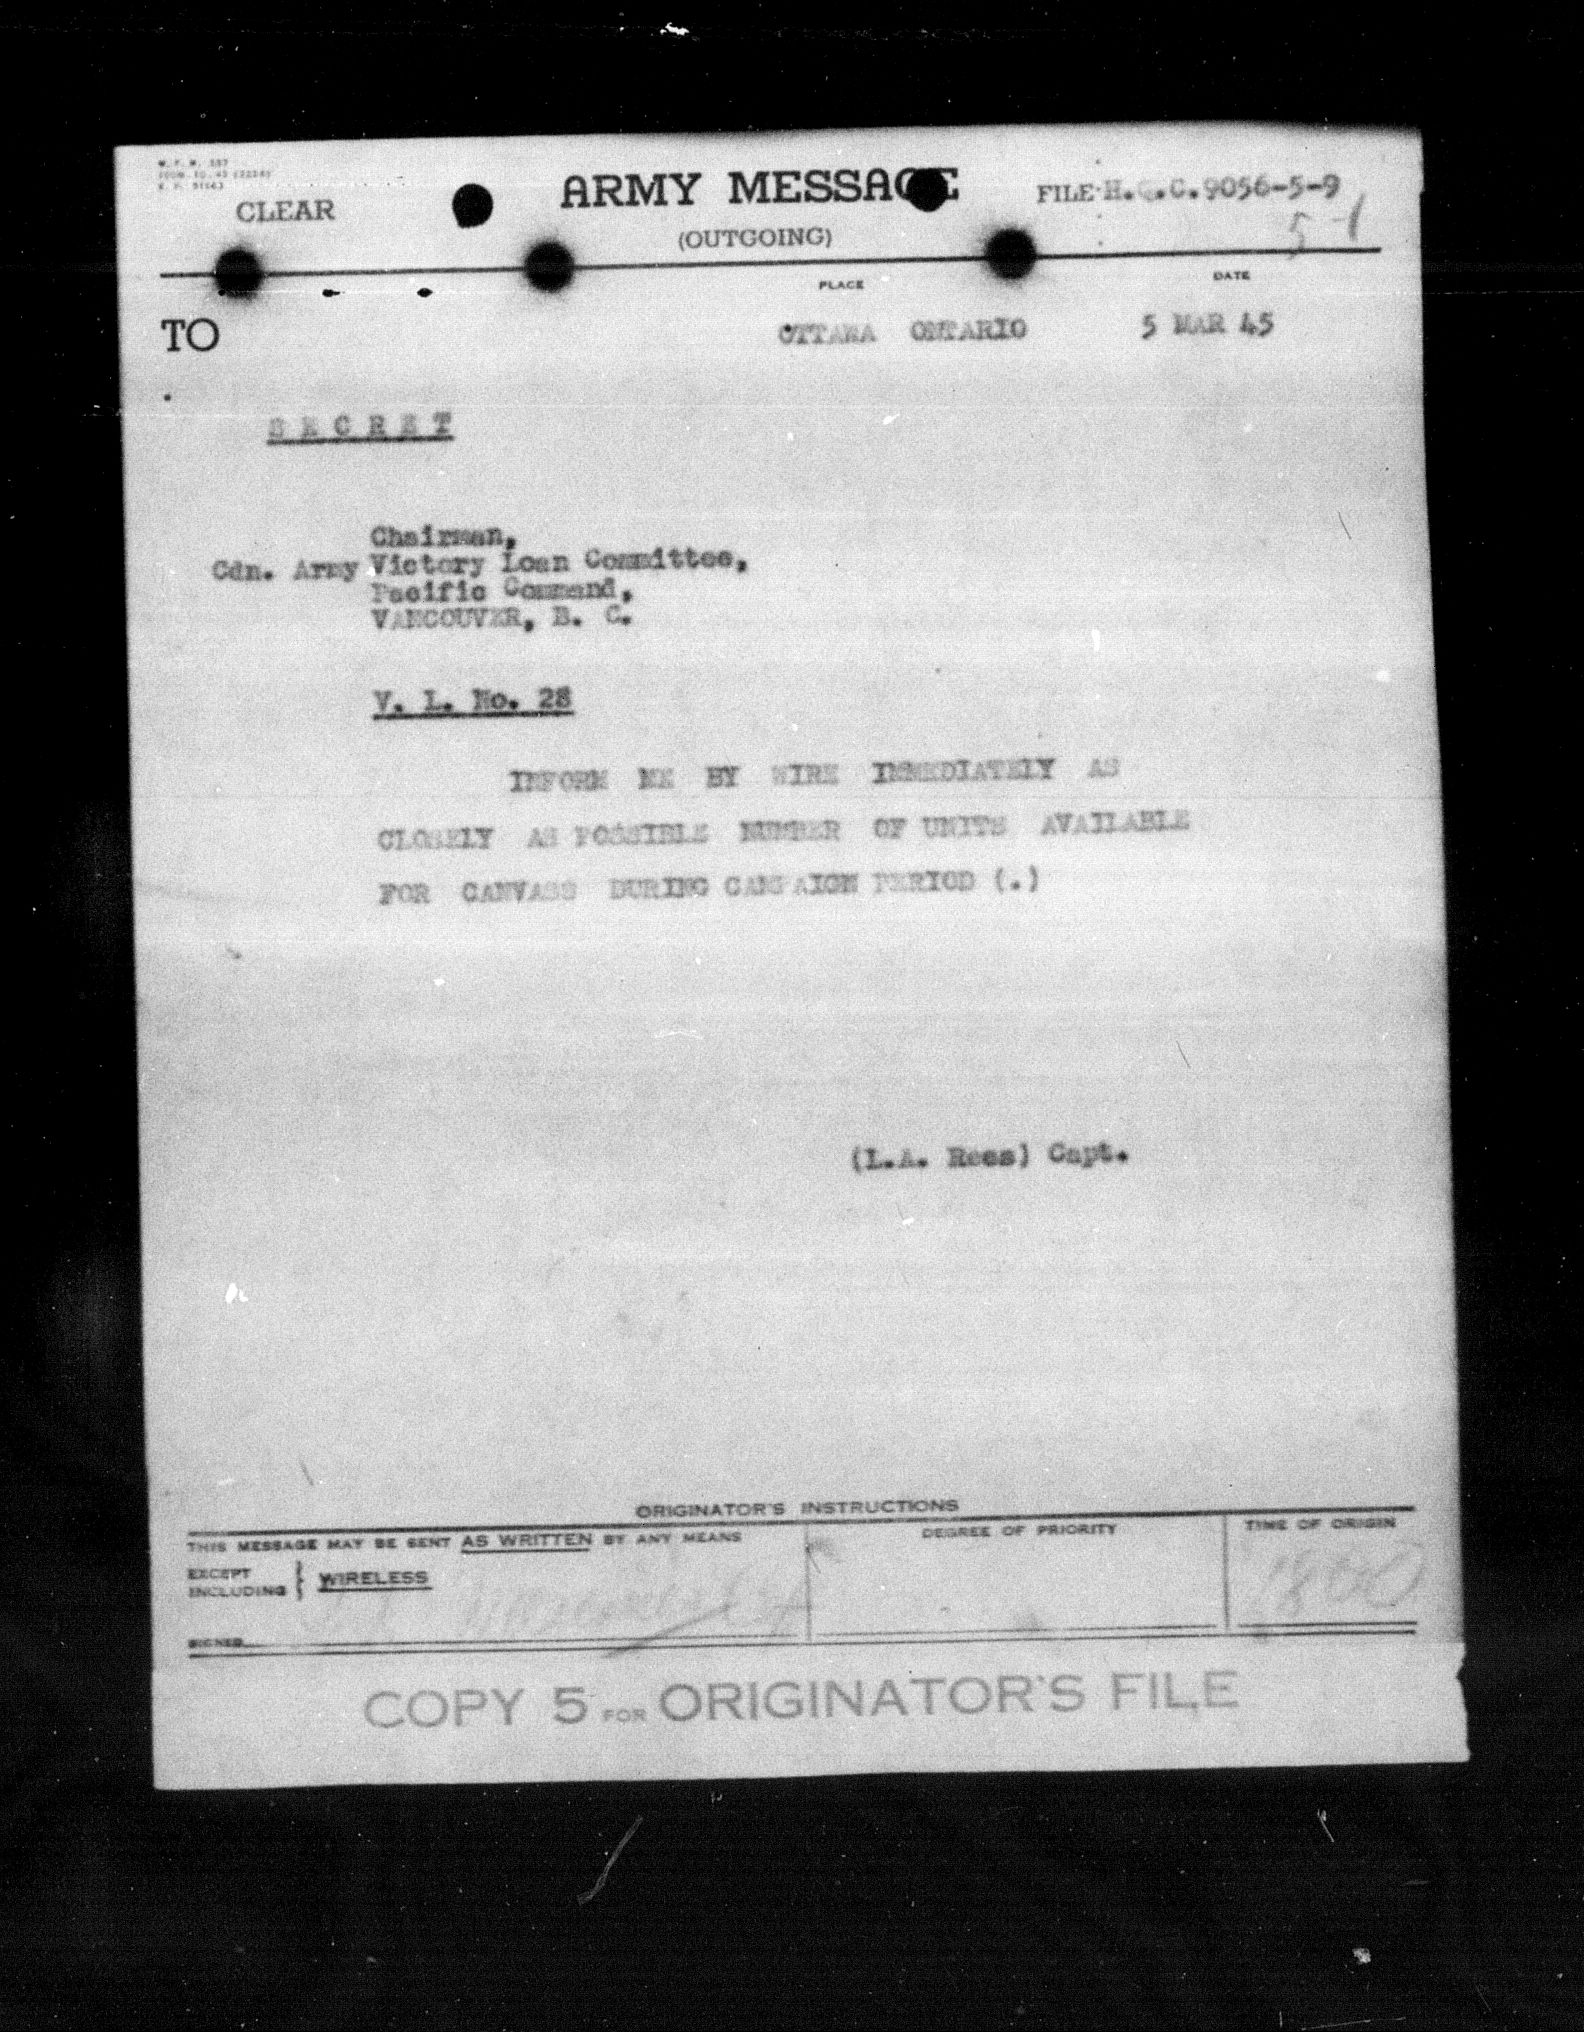 CLEAR
ARMY MESSAGE
(OUTGOING)
FILE H.Q.C. 9056-5-9
5-1
PLACE
DATE
TO
OTTAWA ONTARIO
5 MAR 45
S E C R E T
Chairman,
Cdn. Army Victory Loan Committee,
Pacific Command,
VANCOUVER, B. C.
V. L. No. 28
INFORM ME BY WIRE IMMEDIATELY AS
CLOSELY AS POSSIBLE NUMBER OF UNITS AVAILABLE
FOR CANVASS DURING CAMPAIGN PERIOD (.)
(L.A. Rees) Capt.
ORIGINATOR'S INSTRUCTIONS
THIS MESSAGE MAY BE SENT AS WRITTEN BY ANY MEANS
DEGREE OF PRIORITY
TIME OF ORIGIN
EXCEPT
INCLUDING } WIRELESS
1800
SIGNED
COPY 5 FOR ORIGINATOR'S FILE